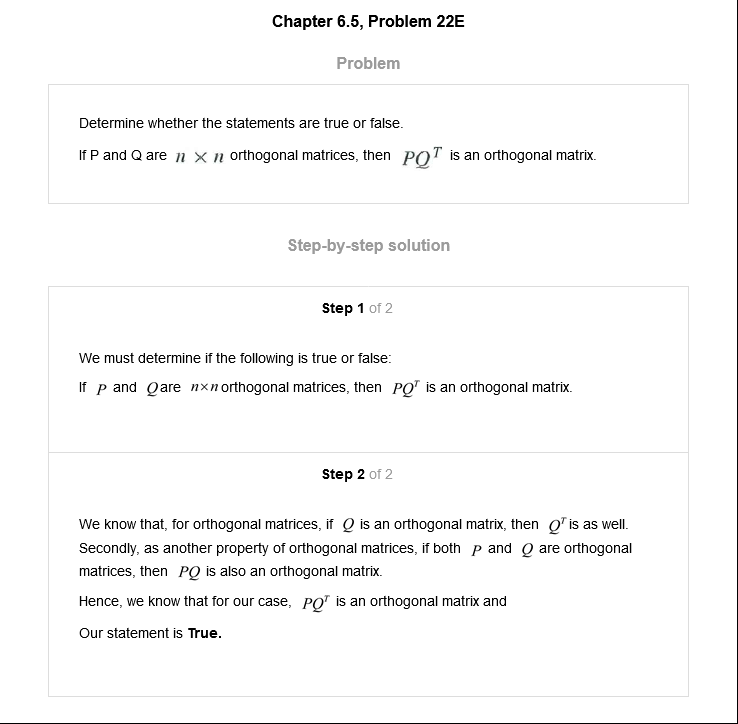 Chapter 6.5, Problem 22E
Problem
Determine whether the statements are true or false.
If P and Q are n × n orthogonal matrices, then PQᵀ is an orthogonal matrix.
Step-by-step solution
Step 1 of 2
We must determine if the following is true or false:
If P and Q are n×n orthogonal matrices, then PQᵀ is an orthogonal matrix.
Step 2 of 2
We know that, for orthogonal matrices, if Q is an orthogonal matrix, then Qᵀ is as well.
Secondly, as another property of orthogonal matrices, if both P and Q are orthogonal
matrices, then PQ is also an orthogonal matrix.
Hence, we know that for our case, PQᵀ is an orthogonal matrix and
Our statement is True.